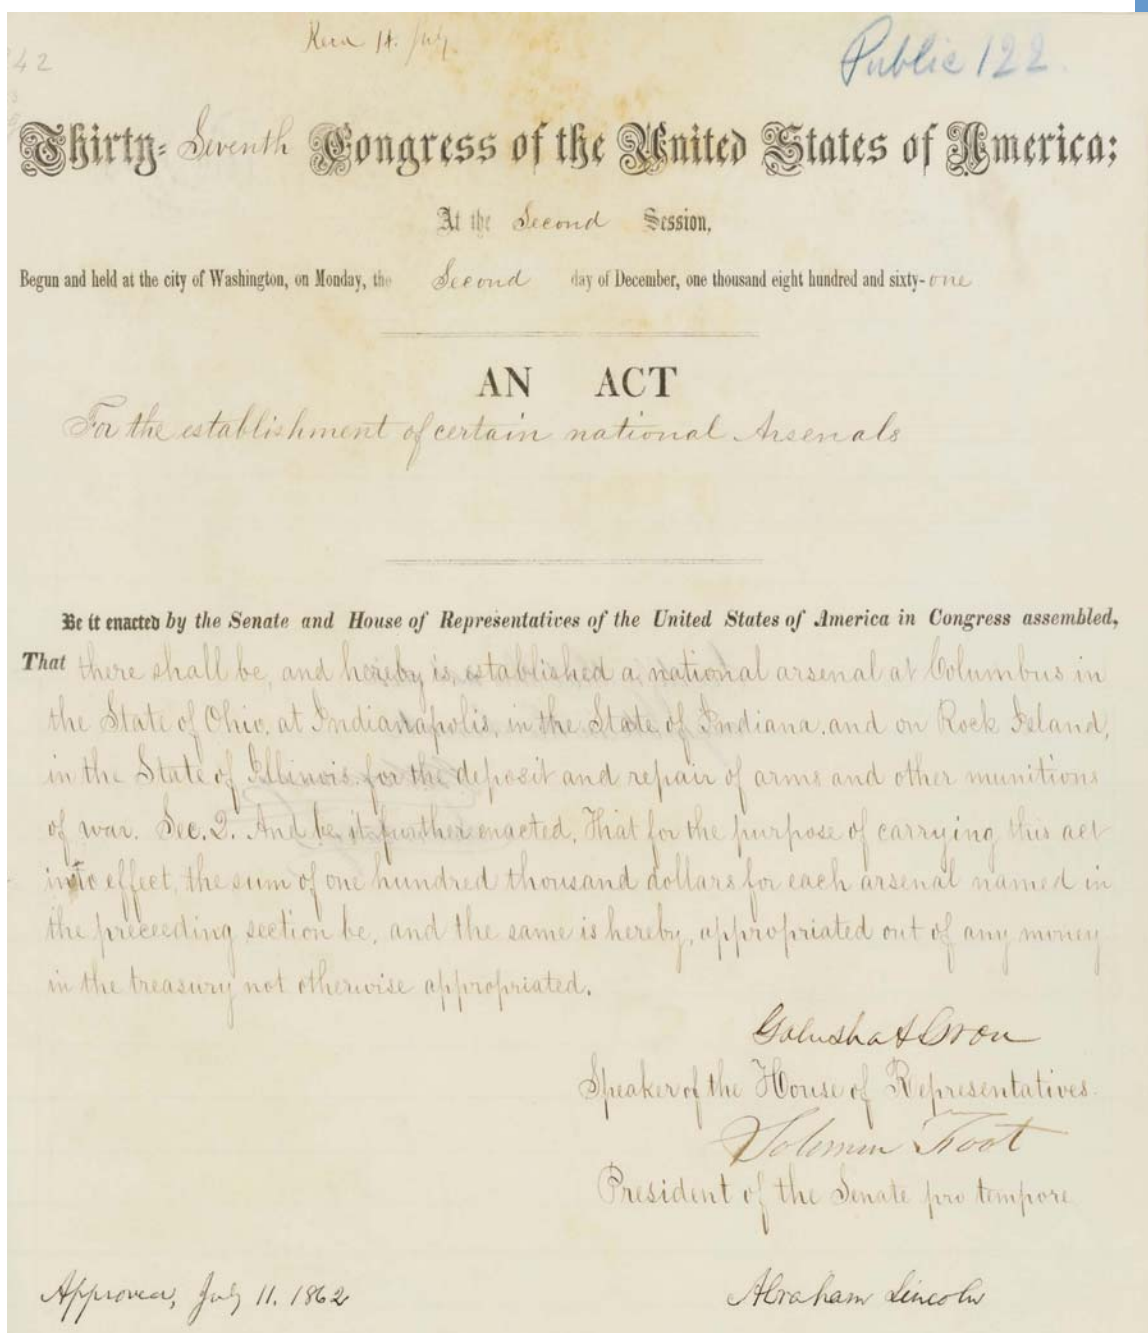 42
Public 122
Thirty-Seventh Congress of the United States of America;
At the Second Session,
Begun and held at the city of Washington, on Monday, the Second day of December, one thousand eight hundred and sixty-one
AN ACT
For the establishment of certain national Arsenals
Be it enacted by the Senate and House of Representatives of the United States of America in Congress assembled,
That there shall be, and hereby is, established a national arsenal at Columbus in
the State of Ohio, at Indianapolis, in the State of Indiana, and on Rock Island,
in the State of Illinois, for the deposit and repair of arms and other munitions
of war. Sec. 2. And be it further enacted, That for the purpose of carrying this act
into effect, the sum of one hundred thousand dollars for each arsenal named in
the preceeding section be, and the same is hereby, appropriated out of any money
in the treasury not otherwise appropriated.
Galusha A Grow
Speaker of the House of Representatives.
Solomon Foot
President of the Senate pro tempore
Approved, July 11. 1862
Abraham Lincoln